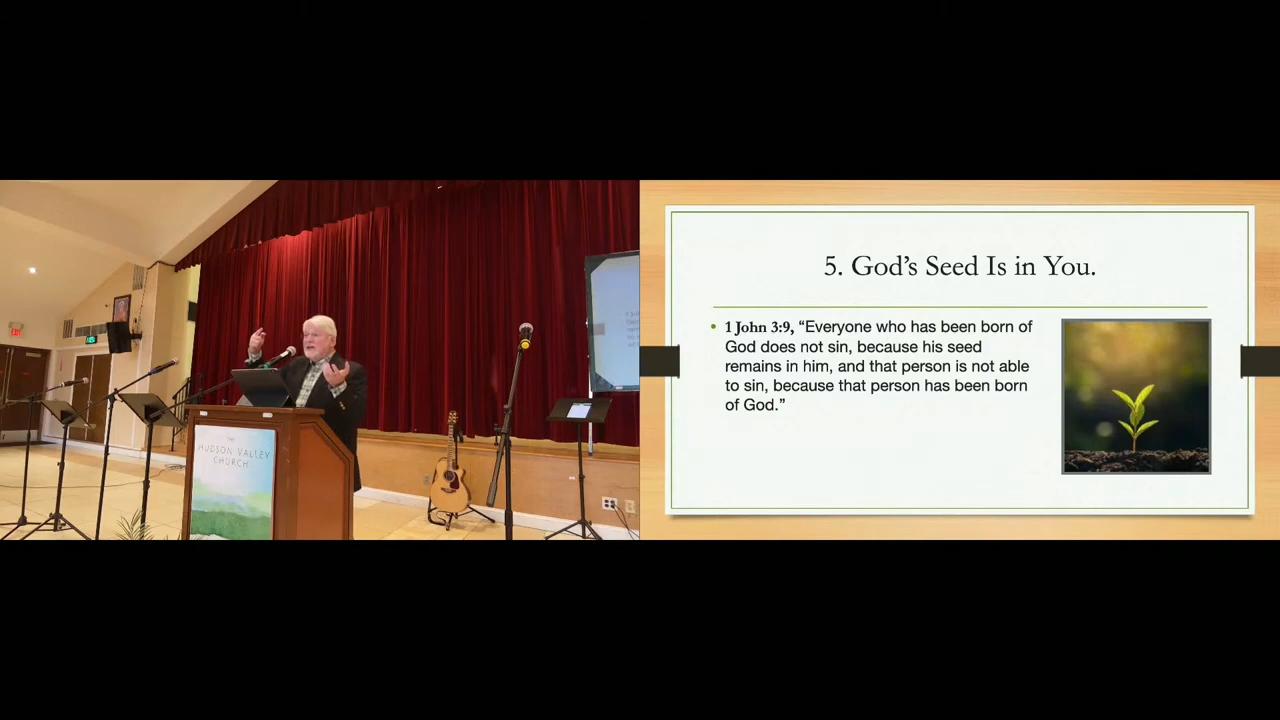 EXIT
THE
HUDSON VALLEY
CHURCH
5. God’s Seed Is in You.
• 1 John 3:9, “Everyone who has been born of
God does not sin, because his seed
remains in him, and that person is not able
to sin, because that person has been born
of God.”